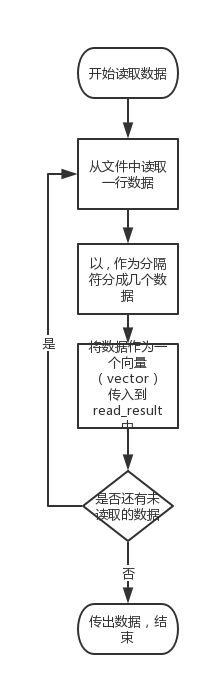 开始读取数据
从文件中读取
一行数据
以 , 作为分隔
符分成几个数
据
将数据作为一
个向量
（ vector ）
传入到
read_result
中
是
是否还有未
读取的数据
否
传出数据，结
束